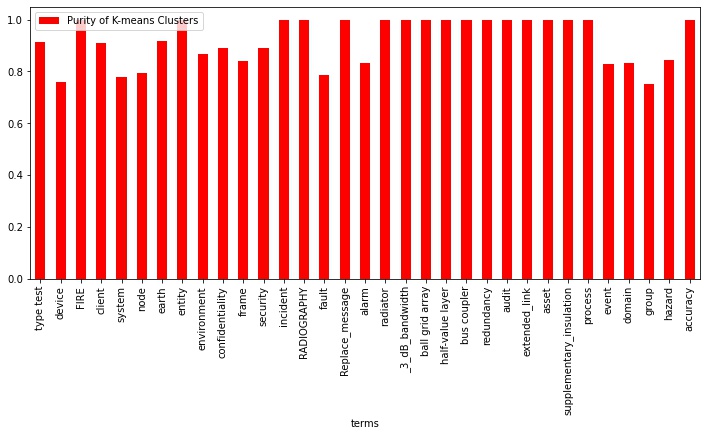 Purity of K-means Clusters
1.0
0.8
0.6
0.4
0.2
0.0
type test
device
FIRE
client
system
node
earth
entity
environment
confidentiality
frame
security
incident
RADIOGRAPHY
fault
Replace_message
alarm
radiator
_3_dB_bandwidth
ball grid array
half-value layer
bus coupler
redundancy
audit
extended_link
asset
supplementary_insulation
process
event
domain
group
hazard
accuracy
terms